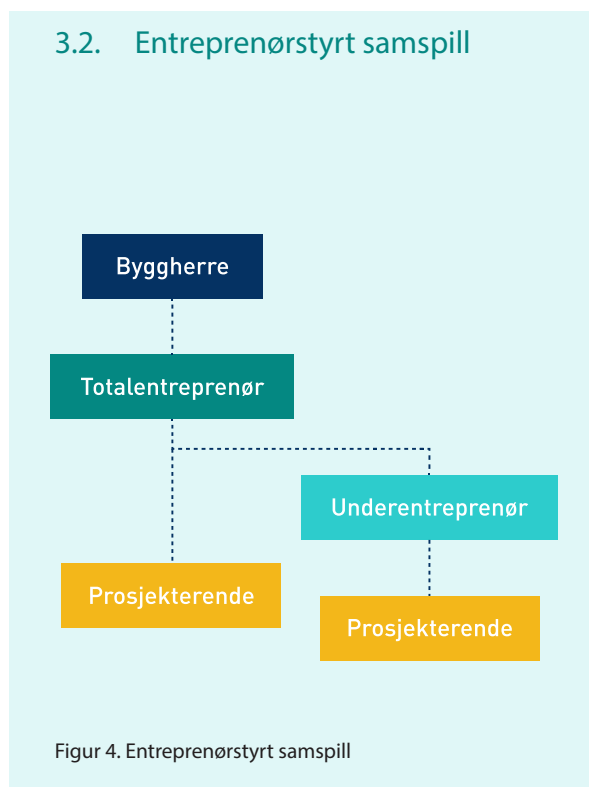 3.2. Entreprenørstyrt samspill
Byggherre
Totalentreprenør
Underentreprenør
Prosjekterende
Prosjekterende
Figur 4. Entreprenørstyrt samspill